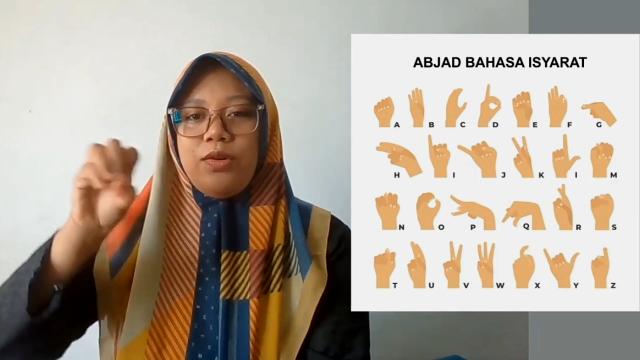 ABJAD BAHASA ISYARAT
A B C D E F G
H I J K I M
N O P Q R S
T U V W X Y Z